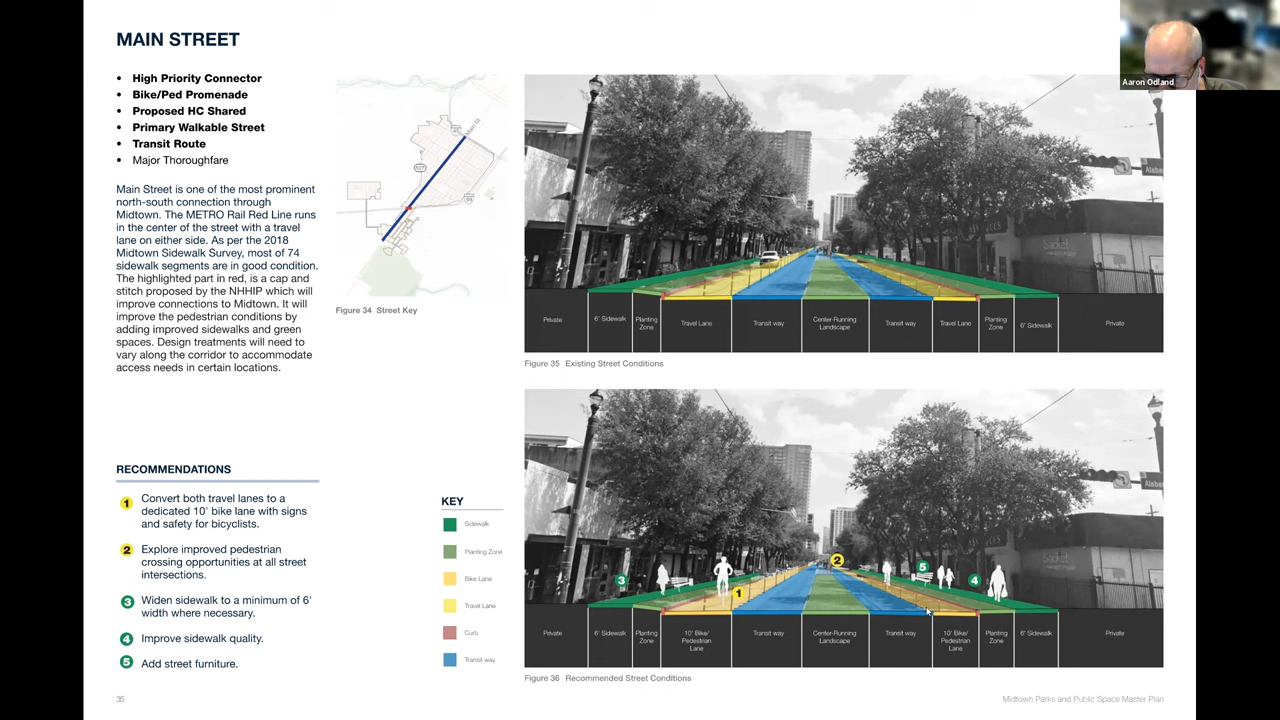 MAIN STREET
• High Priority Connector
• Bike/Ped Promenade
• Proposed HC Shared
• Primary Walkable Street
• Transit Route
• Major Thoroughfare
Main Street is one of the most prominent
north-south connection through
Midtown. The METRO Rail Red Line runs
in the center of the street with a travel
lane on either side. As per the 2018
Midtown Sidewalk Survey, most of 74
sidewalk segments are in good condition.
The highlighted part in red, is a cap and
stitch proposed by the NHHIP which will
improve connections to Midtown. It will
improve the pedestrian conditions by
adding improved sidewalks and green
spaces. Design treatments will need to
vary along the corridor to accommodate
access needs in certain locations.
RECOMMENDATIONS
1 Convert both travel lanes to a
dedicated 10' bike lane with signs
and safety for bicyclists.
2 Explore improved pedestrian
crossing opportunities at all street
intersections.
3 Widen sidewalk to a minimum of 6'
width where necessary.
4 Improve sidewalk quality.
5 Add street furniture.
35
Main St
527
Figure 34 Street Key
KEY
Sidewalk
Planting Zone
Bike Lane
Travel Lane
Curb
Transit way
Aaron Odland
Alaba
Sacket
Private
6' Sidewalk
Planting
Zone
Travel Lane
Transit way
Center-Running
Landscape
Transit way
Travel Lane
Planting
Zone
6' Sidewalk
Private
Figure 35 Existing Street Conditions
Alaba
1
2
3
4
5
Private
6' Sidewalk
Planting
Zone
10' Bike/
Pedestrian
Lane
Transit way
Center-Running
Landscape
Transit way
10' Bike/
Pedestrian
Lane
Planting
Zone
6' Sidewalk
Private
Figure 36 Recommended Street Conditions
Midtown Parks and Public Space Master Plan